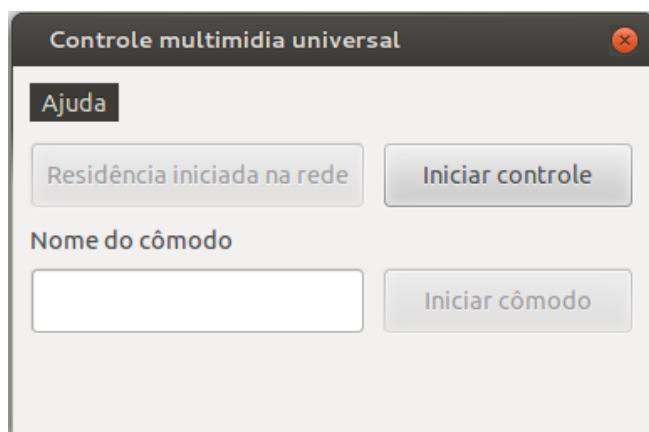 Controle multimidia universal
Ajuda
Residência iniciada na rede
Iniciar controle
Nome do cômodo
Iniciar cômodo